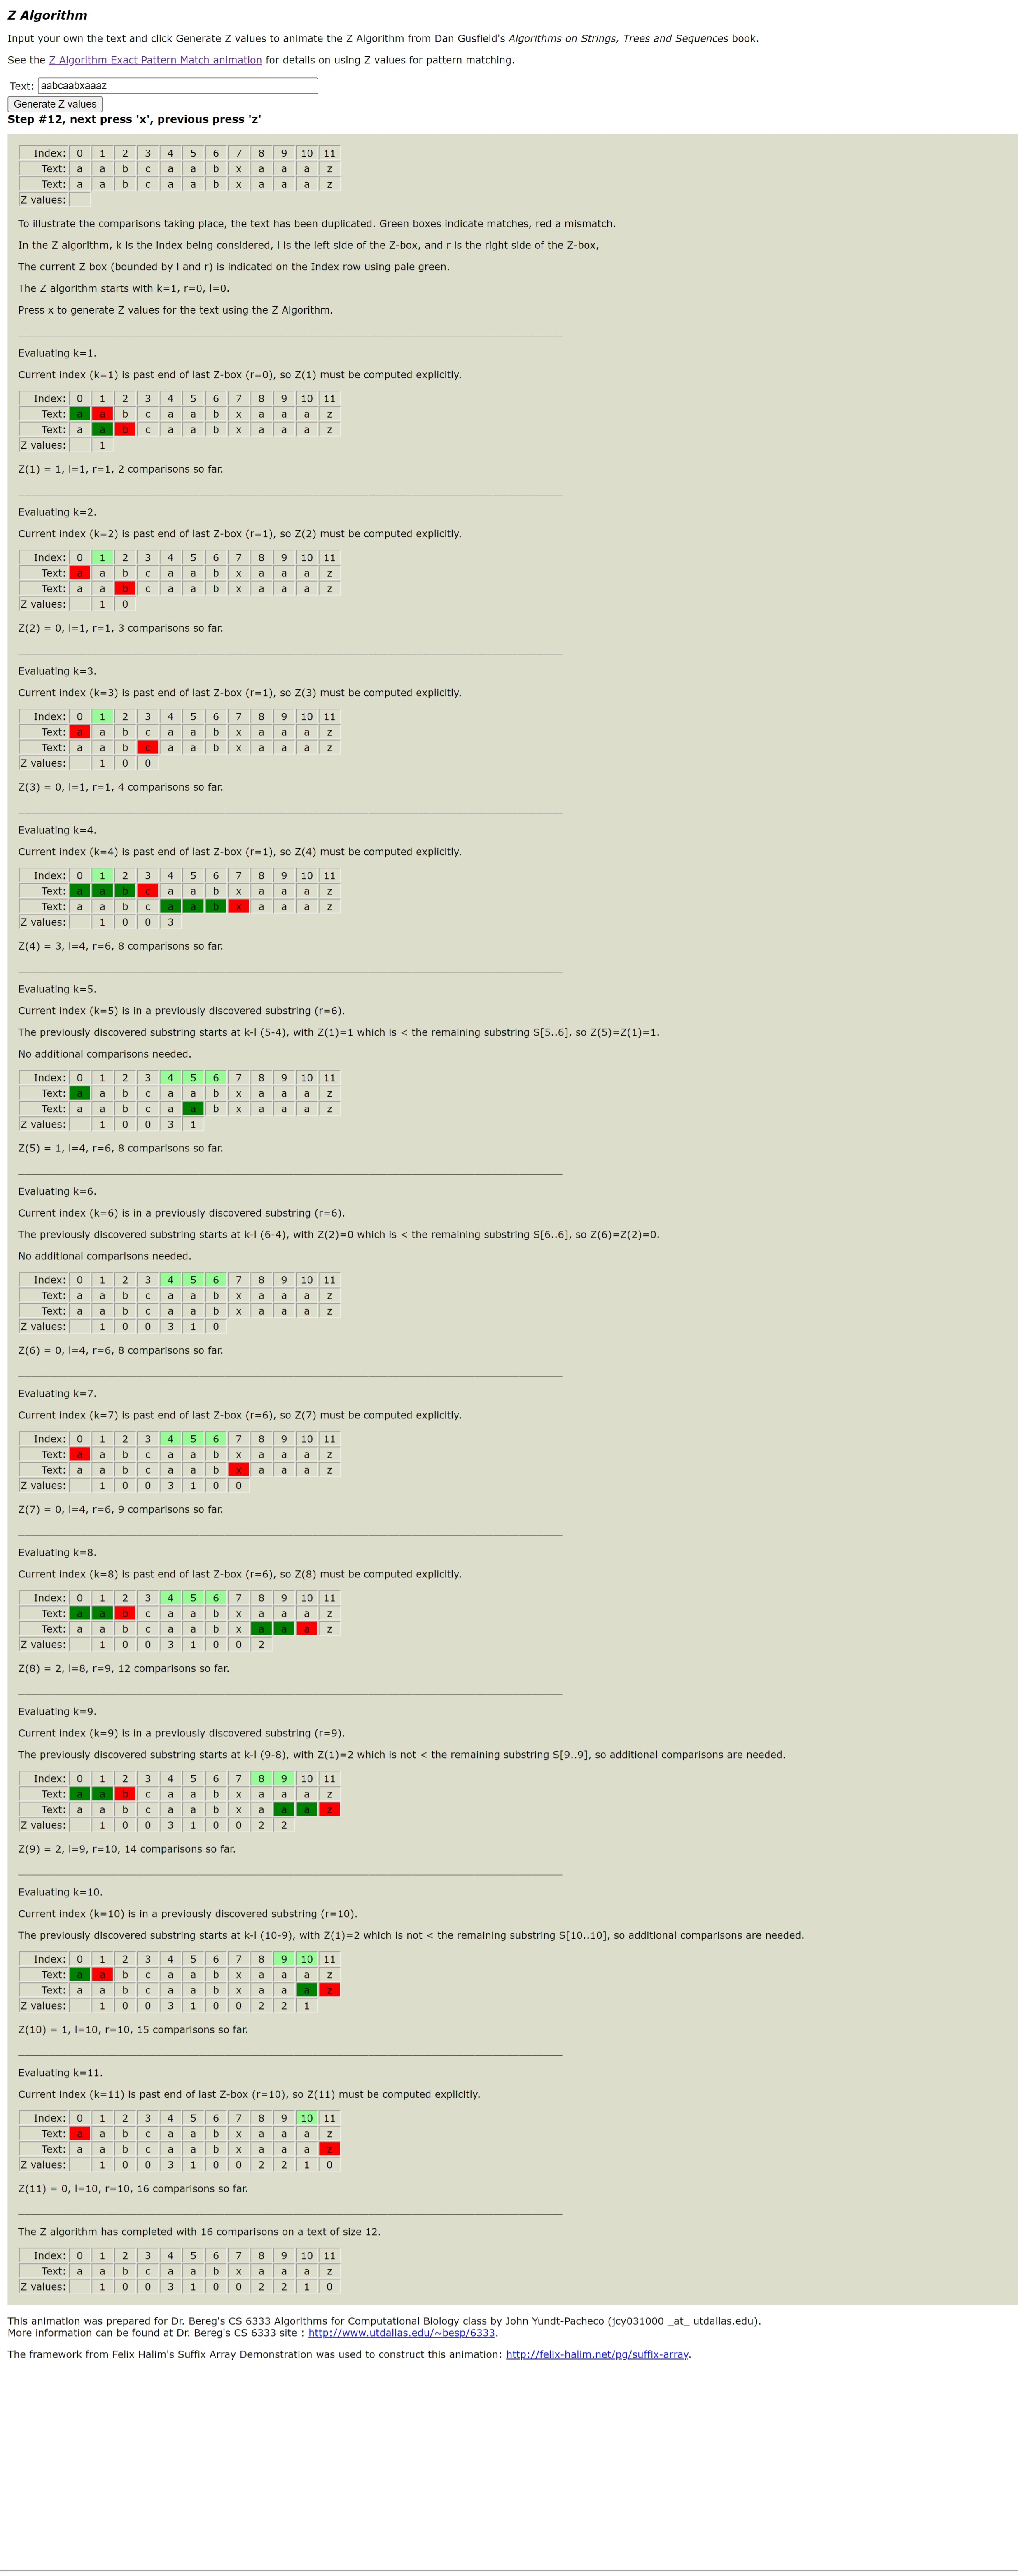 Z Algorithm
Input your own the text and click Generate Z values to animate the Z Algorithm from Dan Gusfield's Algorithms on Strings, Trees and Sequences book.
See the Z Algorithm Exact Pattern Match animation for details on using Z values for pattern matching.
Text: aabcaabxaaaz
Generate Z values
Step #12, next press 'x', previous press 'z'
Index: 0 1 2 3 4 5 6 7 8 9 10 11
Text: a a b c a a b x a a a z
Text: a a b c a a b x a a a z
Z values:
To illustrate the comparisons taking place, the text has been duplicated. Green boxes indicate matches, red a mismatch.
In the Z algorithm, k is the index being considered, l is the left side of the Z-box, and r is the right side of the Z-box,
The current Z box (bounded by l and r) is indicated on the Index row using pale green.
The Z algorithm starts with k=1, r=0, l=0.
Press x to generate Z values for the text using the Z Algorithm.
Evaluating k=1.
Current index (k=1) is past end of last Z-box (r=0), so Z(1) must be computed explicitly.
Index: 0 1 2 3 4 5 6 7 8 9 10 11
Text: a a b c a a b x a a a z
Text: a a b c a a b x a a a z
Z values: 1
Z(1) = 1, l=1, r=1, 2 comparisons so far.
Evaluating k=2.
Current index (k=2) is past end of last Z-box (r=1), so Z(2) must be computed explicitly.
Index: 0 1 2 3 4 5 6 7 8 9 10 11
Text: a a b c a a b x a a a z
Text: a a b c a a b x a a a z
Z values: 1 0
Z(2) = 0, l=1, r=1, 3 comparisons so far.
Evaluating k=3.
Current index (k=3) is past end of last Z-box (r=1), so Z(3) must be computed explicitly.
Index: 0 1 2 3 4 5 6 7 8 9 10 11
Text: a a b c a a b x a a a z
Text: a a b c a a b x a a a z
Z values: 1 0 0
Z(3) = 0, l=1, r=1, 4 comparisons so far.
Evaluating k=4.
Current index (k=4) is past end of last Z-box (r=1), so Z(4) must be computed explicitly.
Index: 0 1 2 3 4 5 6 7 8 9 10 11
Text: a a b c a a b x a a a z
Text: a a b c a a b x a a a z
Z values: 1 0 0 3
Z(4) = 3, l=4, r=6, 8 comparisons so far.
Evaluating k=5.
Current index (k=5) is in a previously discovered substring (r=6).
The previously discovered substring starts at k-l (5-4), with Z(1)=1 which is < the remaining substring S[5..6], so Z(5)=Z(1)=1.
No additional comparisons needed.
Index: 0 1 2 3 4 5 6 7 8 9 10 11
Text: a a b c a a b x a a a z
Text: a a b c a a b x a a a z
Z values: 1 0 0 3 1
Z(5) = 1, l=4, r=6, 8 comparisons so far.
Evaluating k=6.
Current index (k=6) is in a previously discovered substring (r=6).
The previously discovered substring starts at k-l (6-4), with Z(2)=0 which is < the remaining substring S[6..6], so Z(6)=Z(2)=0.
No additional comparisons needed.
Index: 0 1 2 3 4 5 6 7 8 9 10 11
Text: a a b c a a b x a a a z
Text: a a b c a a b x a a a z
Z values: 1 0 0 3 1 0
Z(6) = 0, l=4, r=6, 8 comparisons so far.
Evaluating k=7.
Current index (k=7) is past end of last Z-box (r=6), so Z(7) must be computed explicitly.
Index: 0 1 2 3 4 5 6 7 8 9 10 11
Text: a a b c a a b x a a a z
Text: a a b c a a b x a a a z
Z values: 1 0 0 3 1 0 0
Z(7) = 0, l=4, r=6, 9 comparisons so far.
Evaluating k=8.
Current index (k=8) is past end of last Z-box (r=6), so Z(8) must be computed explicitly.
Index: 0 1 2 3 4 5 6 7 8 9 10 11
Text: a a b c a a b x a a a z
Text: a a b c a a b x a a a z
Z values: 1 0 0 3 1 0 0 2
Z(8) = 2, l=8, r=9, 12 comparisons so far.
Evaluating k=9.
Current index (k=9) is in a previously discovered substring (r=9).
The previously discovered substring starts at k-l (9-8), with Z(1)=2 which is not < the remaining substring S[9..9], so additional comparisons are needed.
Index: 0 1 2 3 4 5 6 7 8 9 10 11
Text: a a b c a a b x a a a z
Text: a a b c a a b x a a a z
Z values: 1 0 0 3 1 0 0 2 2
Z(9) = 2, l=9, r=10, 14 comparisons so far.
Evaluating k=10.
Current index (k=10) is in a previously discovered substring (r=10).
The previously discovered substring starts at k-l (10-9), with Z(1)=2 which is not < the remaining substring S[10..10], so additional comparisons are needed.
Index: 0 1 2 3 4 5 6 7 8 9 10 11
Text: a a b c a a b x a a a z
Text: a a b c a a b x a a a z
Z values: 1 0 0 3 1 0 0 2 2 1
Z(10) = 1, l=10, r=10, 15 comparisons so far.
Evaluating k=11.
Current index (k=11) is past end of last Z-box (r=10), so Z(11) must be computed explicitly.
Index: 0 1 2 3 4 5 6 7 8 9 10 11
Text: a a b c a a b x a a a z
Text: a a b c a a b x a a a z
Z values: 1 0 0 3 1 0 0 2 2 1 0
Z(11) = 0, l=10, r=10, 16 comparisons so far.
The Z algorithm has completed with 16 comparisons on a text of size 12.
Index: 0 1 2 3 4 5 6 7 8 9 10 11
Text: a a b c a a b x a a a z
Z values: 1 0 0 3 1 0 0 2 2 1 0
This animation was prepared for Dr. Bereg's CS 6333 Algorithms for Computational Biology class by John Yundt-Pacheco (jcy031000 _at_ utdallas.edu).
More information can be found at Dr. Bereg's CS 6333 site : http://www.utdallas.edu/~besp/6333.
The framework from Felix Halim's Suffix Array Demonstration was used to construct this animation: http://felix-halim.net/pg/suffix-array.